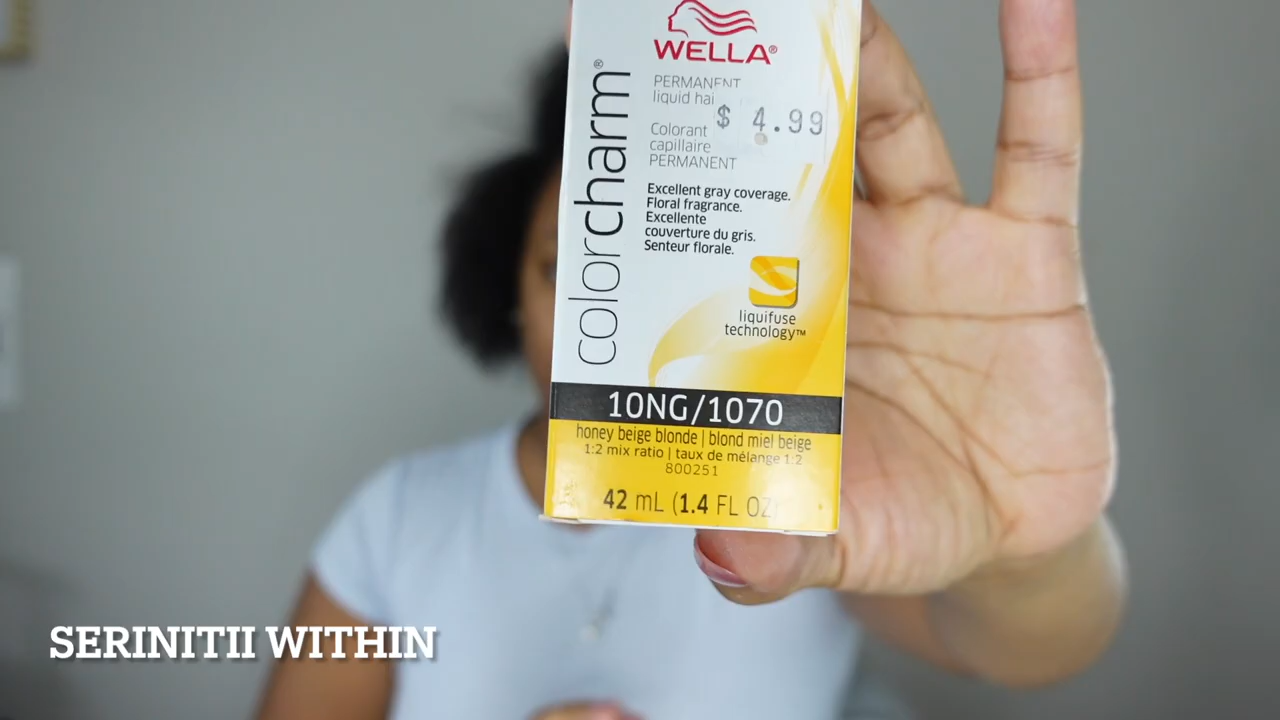 WELLA®
PERMANENT
liquid
$ 4.99
Colorant
capillaire
PERMANENT
colorcharm®
Excellent gray coverage.
Floral fragrance.
Excellente
couverture du gris.
Senteur florale.
liquifuse
technology™
10NG/1070
honey beige blonde | blond miel beige
1:2 mix ratio | taux de mélange 1:2
800251
42 mL (1.4 FL OZ)
SERINITII WITHIN